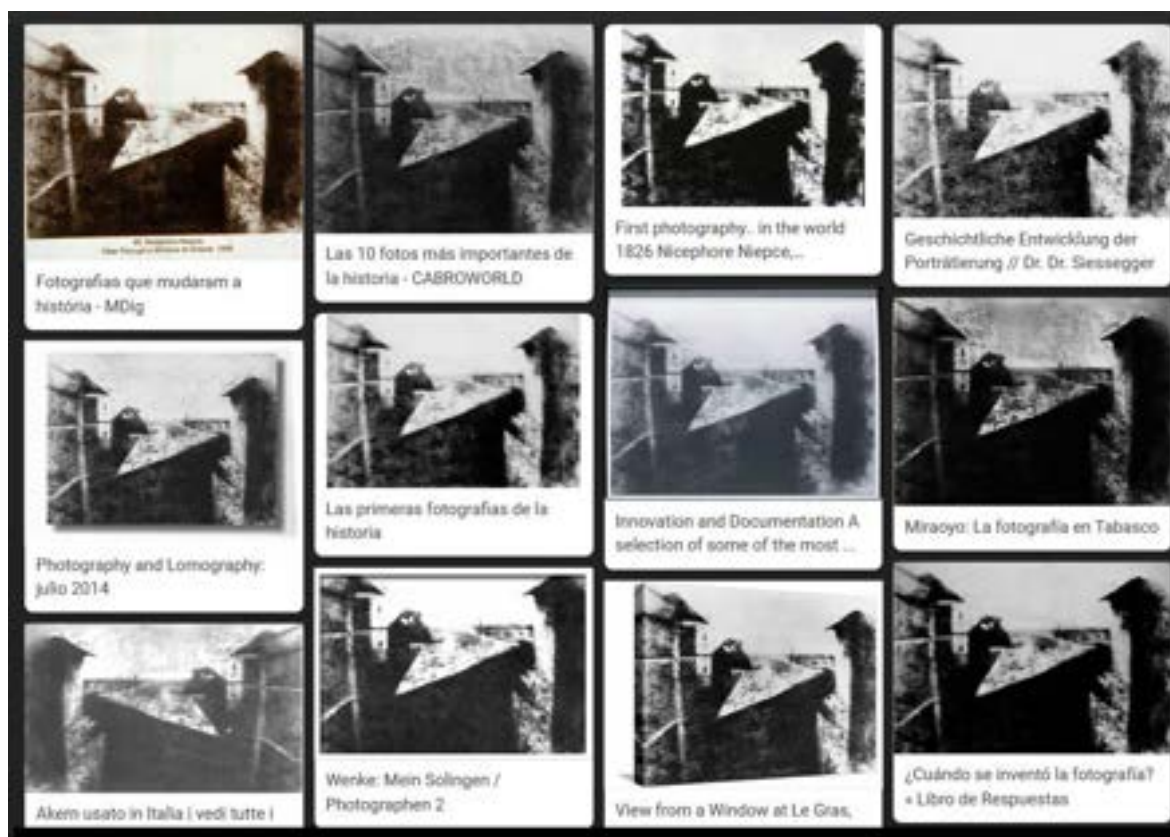 Fotografias que mudaram a
história - MDig
Photography and Lomography:
julio 2014
Akem usato in Italia | vedi tutte i
Las 10 fotos más importantes de
la historia - CABROWORLD
Las primeras fotografias de la
historia
Wenke: Mein Solingen /
Photographen 2
First photography.. in the world
1826 Nicephore Niepce,...
Innovation and Documentation A
selection of some of the most ...
View from a Window at Le Gras,
Geschichtliche Entwicklung der
Porträtierung // Dr. Dr. Siessegger
Miraoyo: La fotografía en Tabasco
¿Cuándo se inventó la fotografía?
« Libro de Respuestas